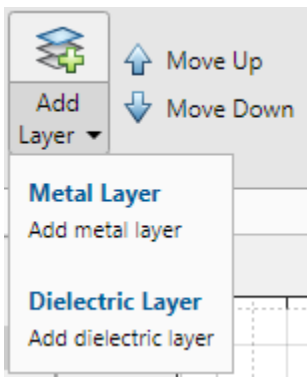 Add
Layer
Move Up
Move Down
Metal Layer
Add metal layer
Dielectric Layer
Add dielectric layer